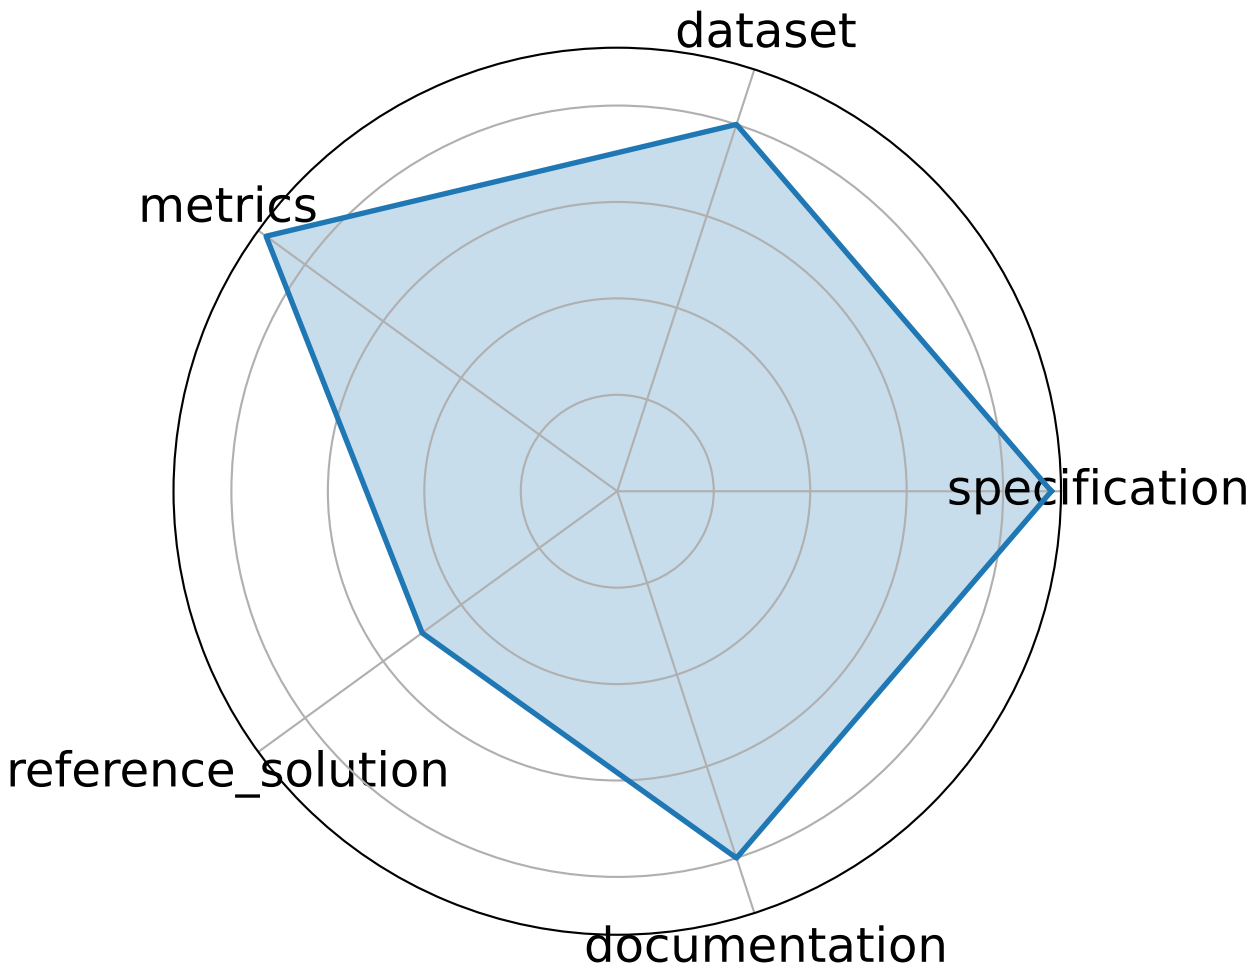 dataset
metrics
specification
reference_solution
documentation